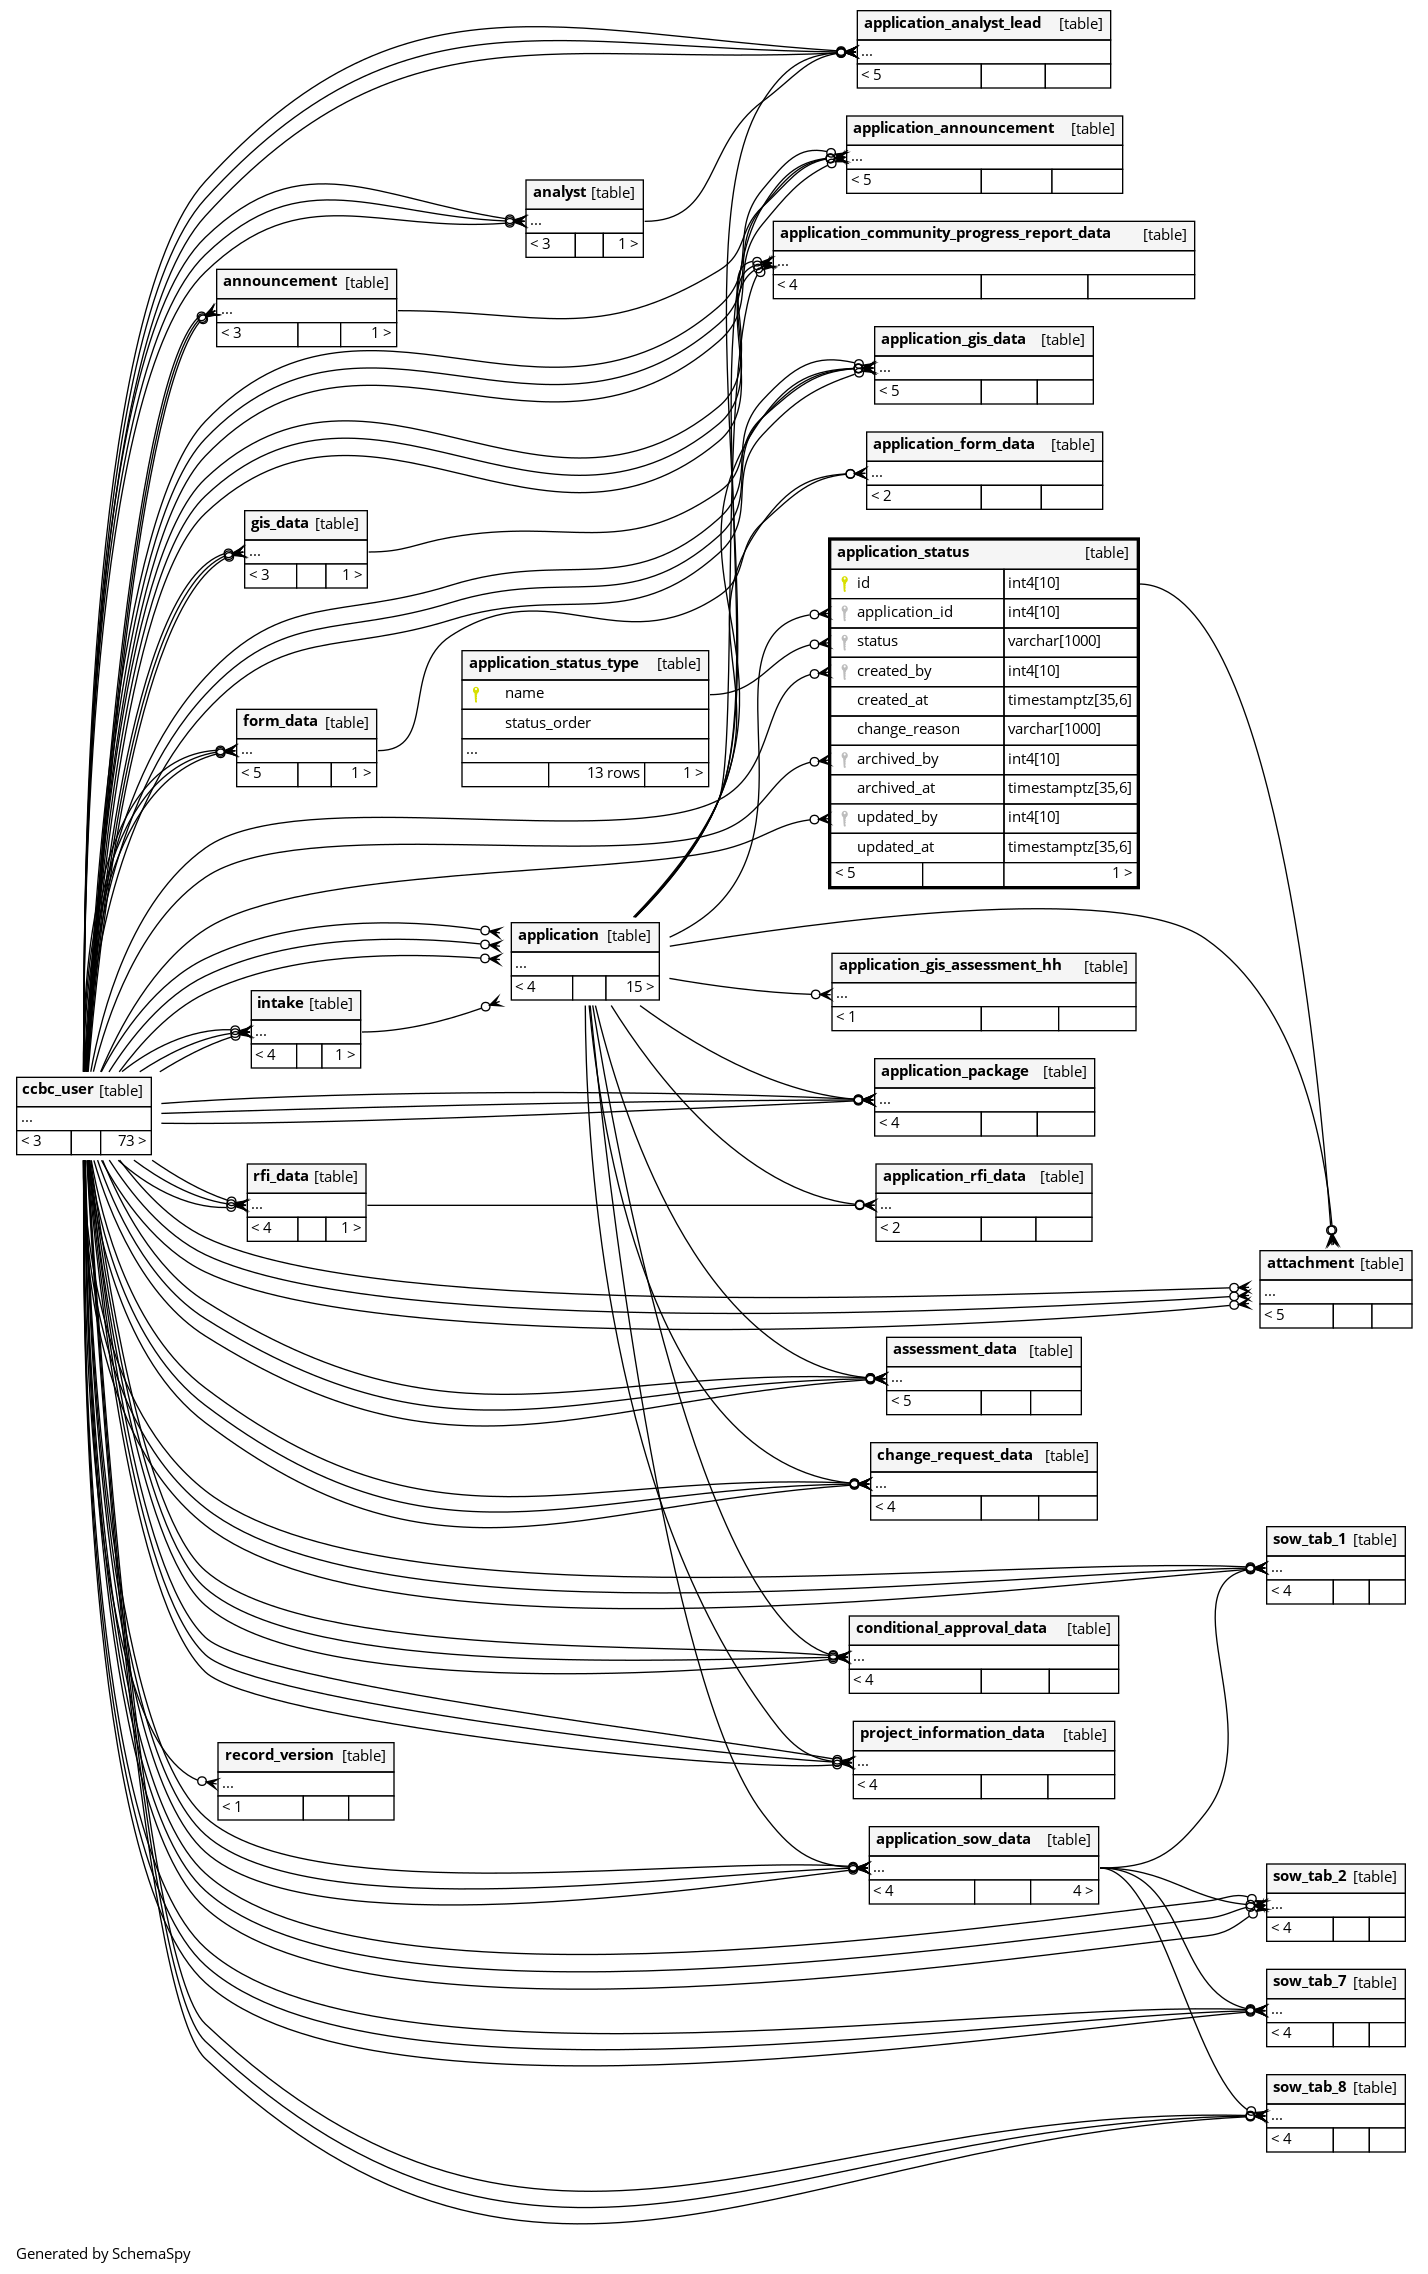 application_analyst_lead [table]
...
< 5
application_announcement [table]
...
< 5
analyst [table]
...
< 3 1 >
application_community_progress_report_data [table]
...
< 4
announcement [table]
...
< 3 1 >
application_gis_data [table]
...
< 5
application_form_data [table]
...
< 2
gis_data [table]
...
< 3 1 >
application_status [table]
id int4[10]
application_id int4[10]
status varchar[1000]
created_by int4[10]
created_at timestamptz[35,6]
change_reason varchar[1000]
archived_by int4[10]
archived_at timestamptz[35,6]
updated_by int4[10]
updated_at timestamptz[35,6]
< 5 1 >
application_status_type [table]
name
status_order
...
13 rows 1 >
form_data [table]
...
< 5 1 >
application [table]
...
< 4 15 >
application_gis_assessment_hh [table]
...
< 1
intake [table]
...
< 4 1 >
application_package [table]
...
< 4
ccbc_user [table]
...
< 3 73 >
rfi_data [table]
...
< 4 1 >
application_rfi_data [table]
...
< 2
attachment [table]
...
< 5
assessment_data [table]
...
< 5
change_request_data [table]
...
< 4
sow_tab_1 [table]
...
< 4
conditional_approval_data [table]
...
< 4
project_information_data [table]
...
< 4
record_version [table]
...
< 1
application_sow_data [table]
...
< 4 4 >
sow_tab_2 [table]
...
< 4
sow_tab_7 [table]
...
< 4
sow_tab_8 [table]
...
< 4
Generated by SchemaSpy